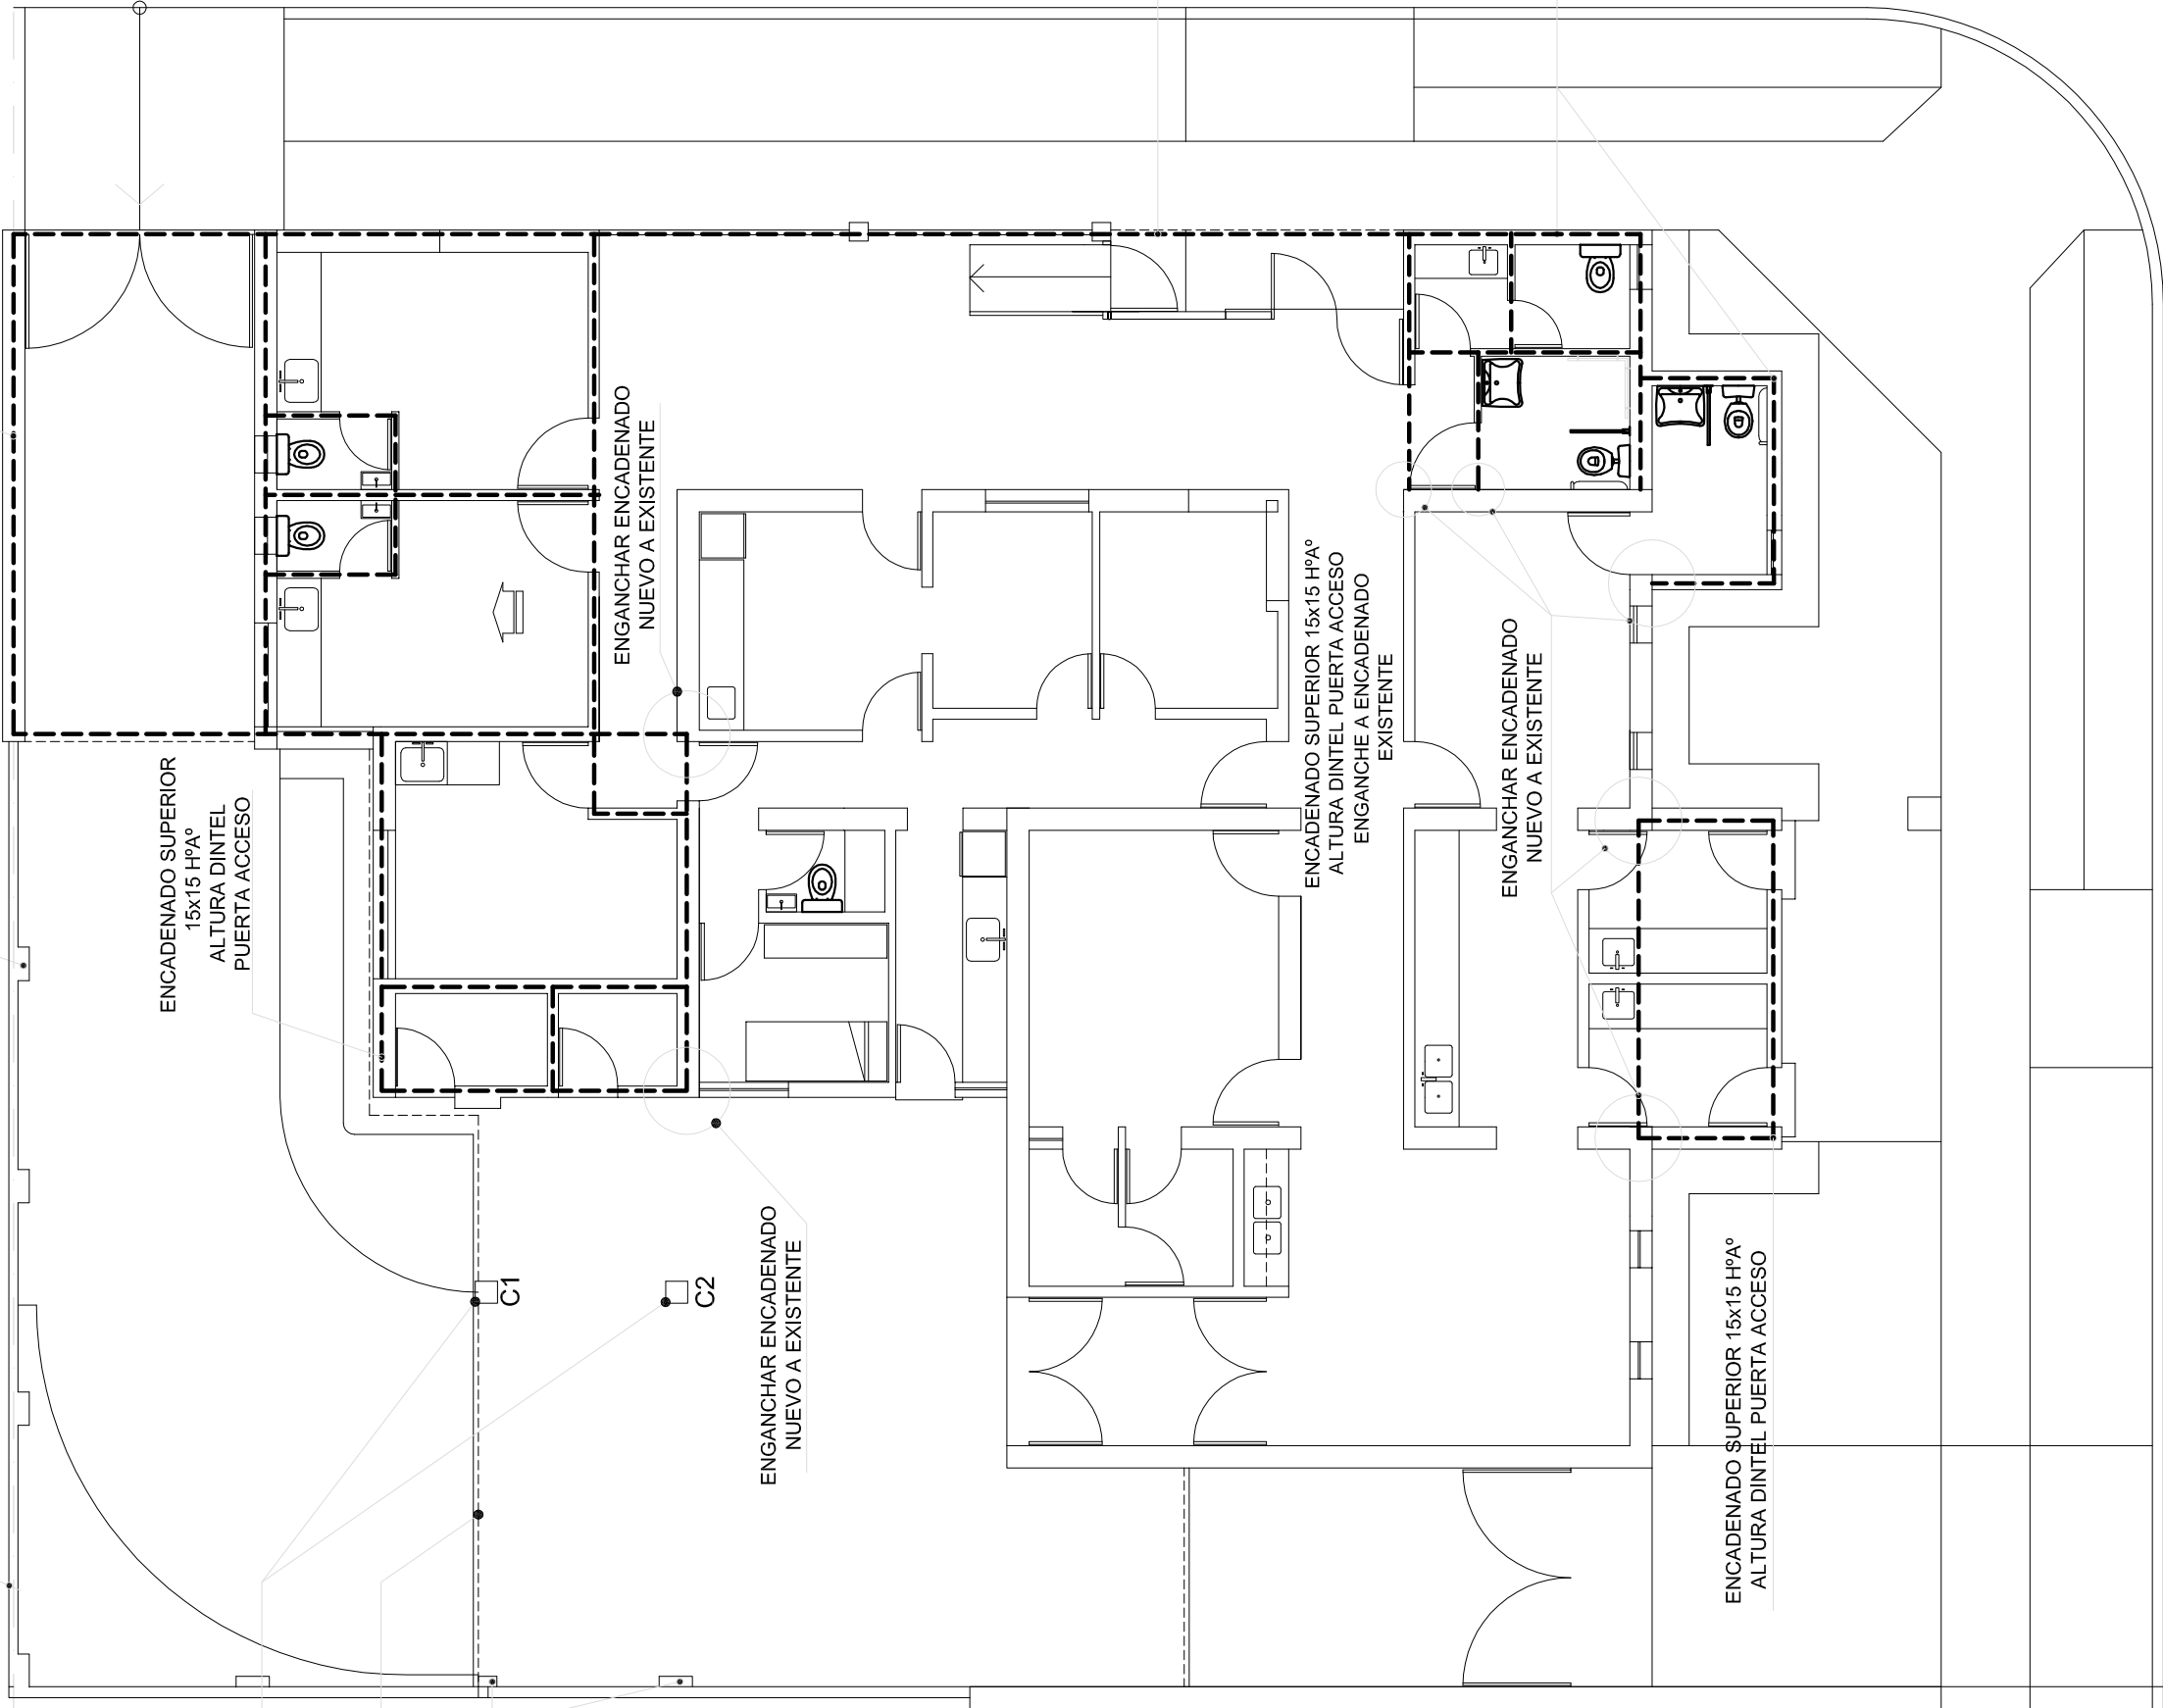 ENGANCHAR ENCADENADO
NUEVO A EXISTENTE
ENCADENADO SUPERIOR
15x15 HºAº
ALTURA DINTEL
PUERTA ACCESO
ENCADENADO SUPERIOR 15x15 HºAº
ALTURA DINTEL PUERTA ACCESO
ENGANCHE A ENCADENADO
EXISTENTE
ENGANCHAR ENCADENADO
NUEVO A EXISTENTE
C1
C2
ENGANCHAR ENCADENADO
NUEVO A EXISTENTE
ENCADENADO SUPERIOR 15x15 HºAº
ALTURA DINTEL PUERTA ACCESO